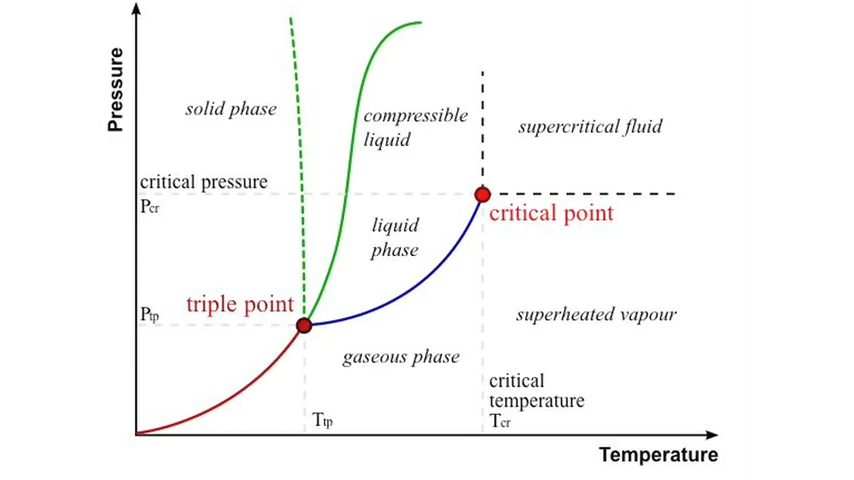 Pressure
solid phase
compressible
liquid
supercritical fluid
critical pressure
Pcr
critical point
liquid
phase
triple point
Ptp
superheated vapour
gaseous phase
critical
temperature
Tcr
Ttp
Temperature